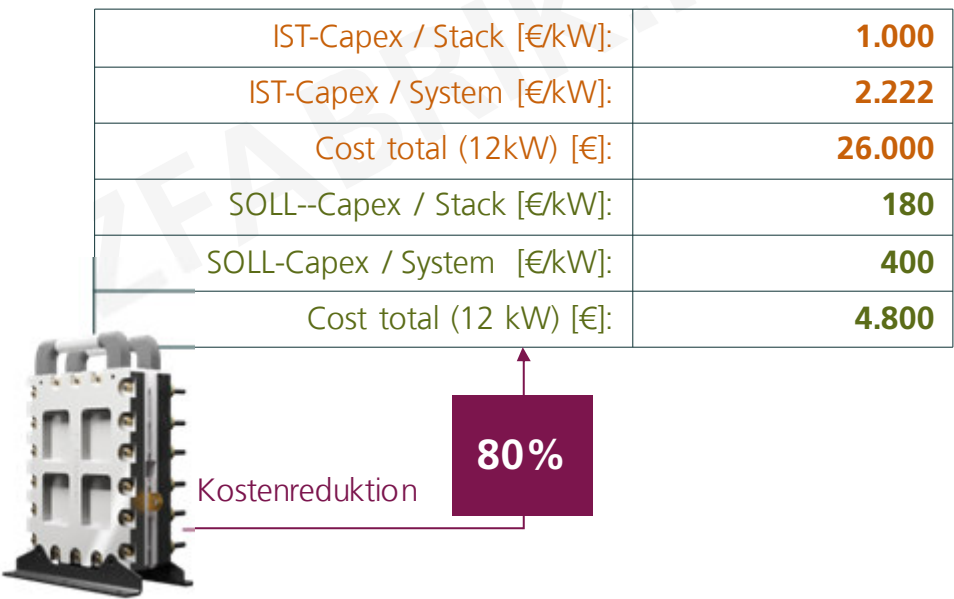 IST-Capex / Stack [€/kW]: 1.000
IST-Capex / System [€/kW]: 2.222
Cost total (12kW) [€]: 26.000
SOLL--Capex / Stack [€/kW]: 180
SOLL-Capex / System [€/kW]: 400
Cost total (12 kW) [€]: 4.800
80%
Kostenreduktion